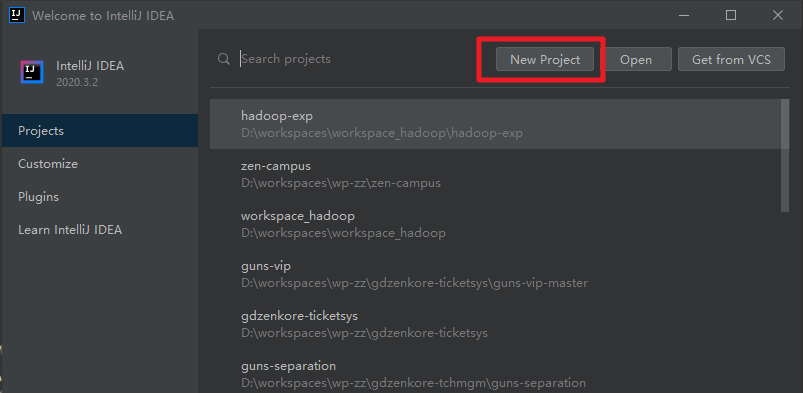 Welcome to IntelliJ IDEA
IntelliJ IDEA
2020.3.2
Projects
Customize
Plugins
Learn IntelliJ IDEA
Search projects
New Project
Open
Get from VCS
hadoop-exp
D:\workspaces\workspace_hadoop\hadoop-exp
zen-campus
D:\workspaces\wp-zz\zen-campus
workspace_hadoop
D:\workspaces\workspace_hadoop
guns-vip
D:\workspaces\wp-zz\gdzenkore-ticketsys\guns-vip-master
gdzenkore-ticketsys
D:\workspaces\wp-zz\gdzenkore-ticketsys
guns-separation
D:\workspaces\wp-zz\gdzenkore-tchmgm\guns-separation